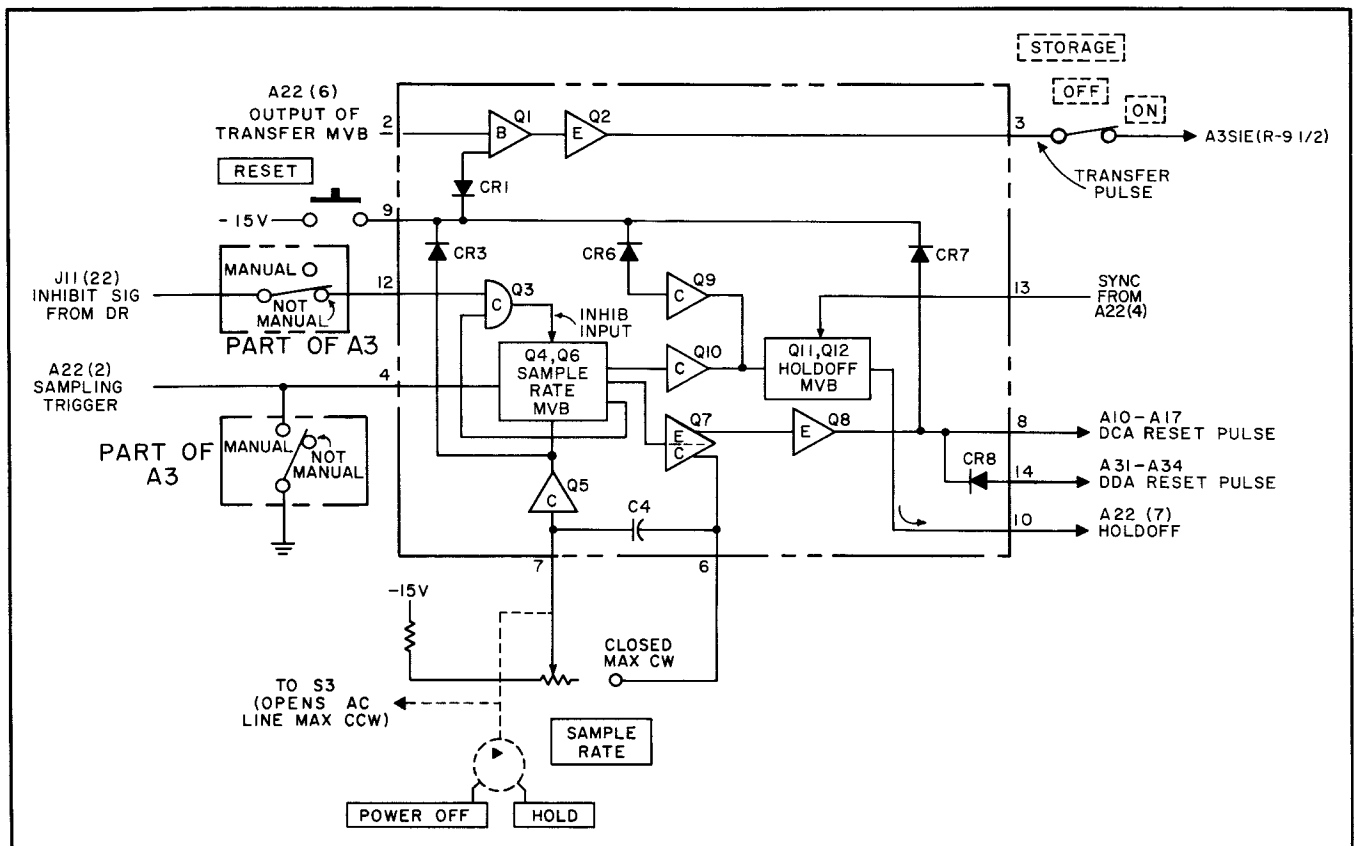 STORAGE
OFF
ON
A22 (6)
OUTPUT OF
TRANSFER MVB
2
B
Q1
E
Q2
3
A3SIE(R-9 1/2)
TRANSFER
PULSE
RESET
CR1
-15V
9
CR3
CR6
CR7
MANUAL
J11(22)
INHIBIT SIG
FROM DR
NOT
MANUAL
12
PART OF A3
C
Q3
INHIB
INPUT
C
Q9
13
SYNC
FROM
A22(4)
A22(2)
SAMPLING
TRIGGER
4
Q4,Q6
SAMPLE
RATE
MVB
C
Q10
Q11,Q12
HOLDOFF
MVB
PART OF
A3
MANUAL
NOT
MANUAL
E
C
Q7
E
Q8
8
A10-A17
DCA RESET PULSE
CR8
14
A31-A34
DDA RESET PULSE
C
Q5
C4
10
A22 (7)
HOLDOFF
7
6
-15V
CLOSED
MAX CW
TO S3
(OPENS AC
LINE MAX CCW)
SAMPLE
RATE
POWER OFF
HOLD